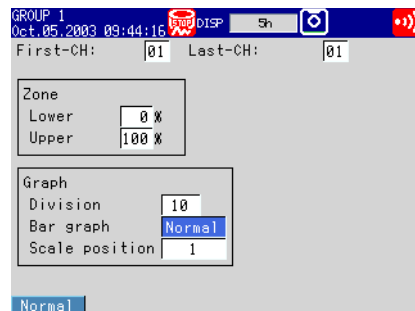 GROUP 1
Oct.05.2003 09:44:16 STOP DISP 5h
First-CH: 01 Last-CH: 01
Zone
Lower 0 %
Upper 100 %
Graph
Division 10
Bar graph Normal
Scale position 1
Normal